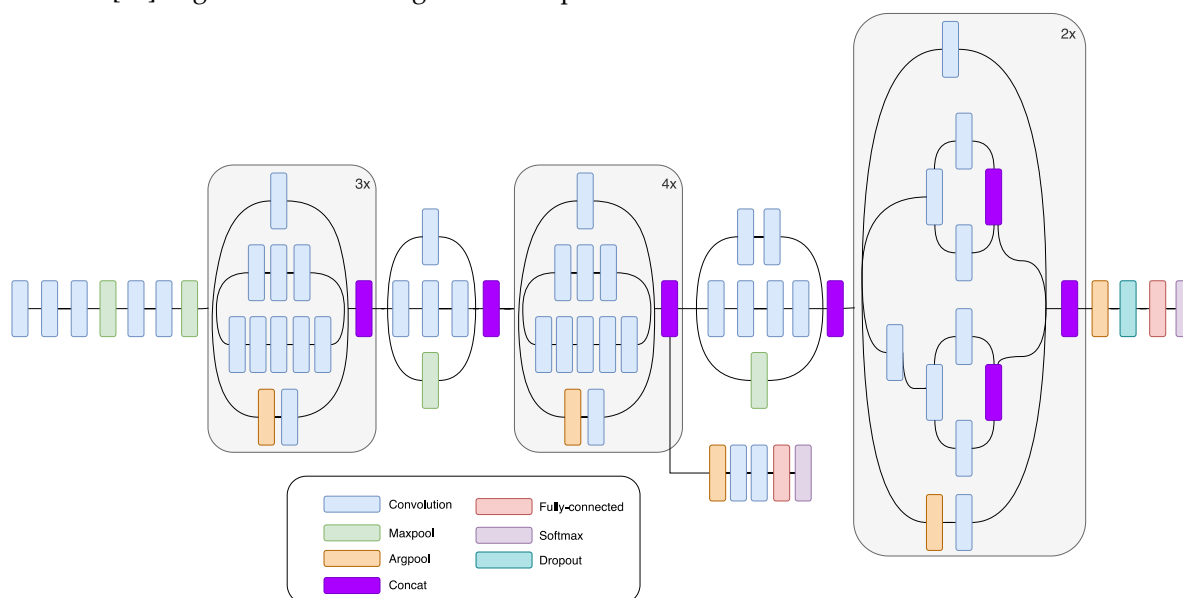 2x
3x
4x
Convolution
Maxpool
Argpool
Concat
Fully-connected
Softmax
Dropout